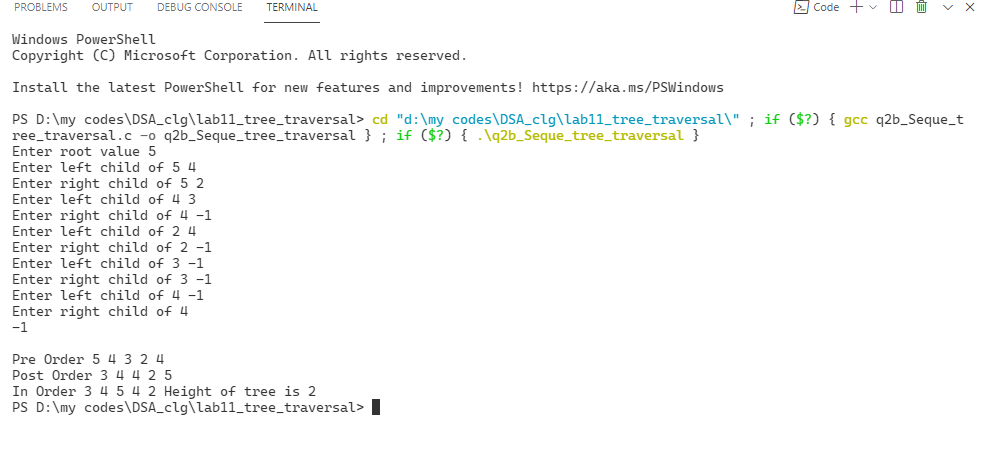 PROBLEMS OUTPUT DEBUG CONSOLE TERMINAL Code
Windows PowerShell
Copyright (C) Microsoft Corporation. All rights reserved.
Install the latest PowerShell for new features and improvements! https://aka.ms/PSWindows
PS D:\my codes\DSA_clg\lab11_tree_traversal> cd "d:\my codes\DSA_clg\lab11_tree_traversal\" ; if ($?) { gcc q2b_Seque_t
ree_traversal.c -o q2b_Seque_tree_traversal } ; if ($?) { .\q2b_Seque_tree_traversal }
Enter root value 5
Enter left child of 5 4
Enter right child of 5 2
Enter left child of 4 3
Enter right child of 4 -1
Enter left child of 2 4
Enter right child of 2 -1
Enter left child of 3 -1
Enter right child of 3 -1
Enter left child of 4 -1
Enter right child of 4
-1
Pre Order 5 4 3 2 4
Post Order 3 4 4 2 5
In Order 3 4 5 4 2 Height of tree is 2
PS D:\my codes\DSA_clg\lab11_tree_traversal>